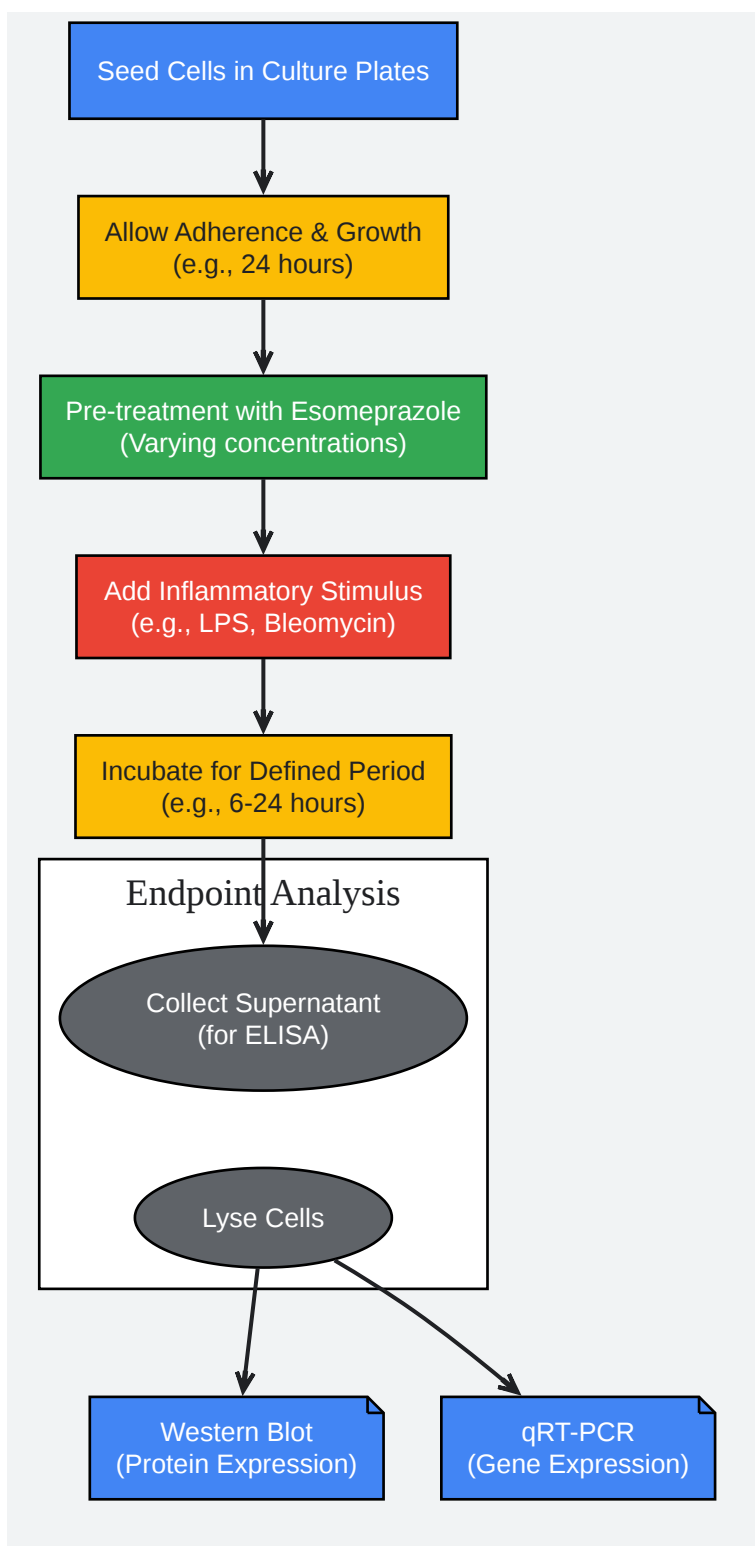 Seed Cells in Culture Plates
Allow Adherence & Growth
(e.g., 24 hours)
Pre-treatment with Esomeprazole
(Varying concentrations)
Add Inflammatory Stimulus
(e.g., LPS, Bleomycin)
Incubate for Defined Period
(e.g., 6-24 hours)
Endpoint Analysis
Collect Supernatant
(for ELISA)
Lyse Cells
Western Blot
(Protein Expression)
qRT-PCR
(Gene Expression)